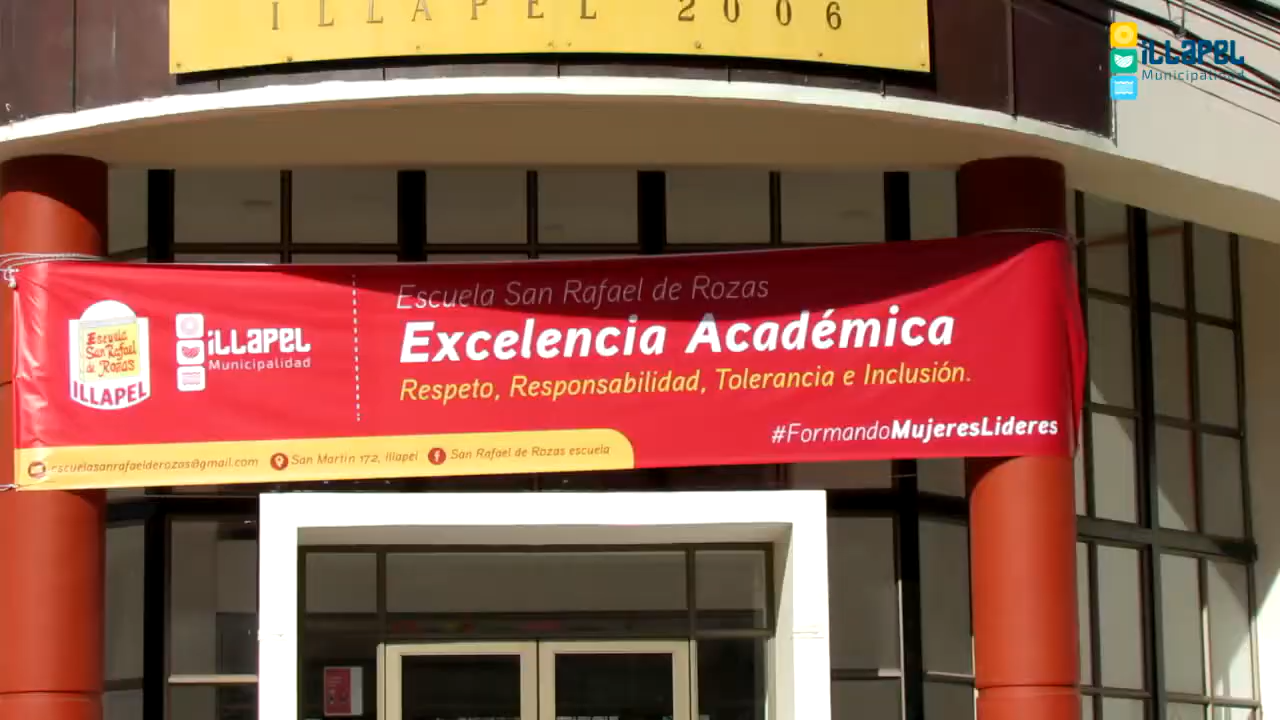 ILLAPEL 2006
ILLAPEL
Municipalidad
Escuela San Rafael de Rozas
Excelencia Académica
Respeto, Responsabilidad, Tolerancia e Inclusión.
#FormandoMujeresLideres
Escuela
San Rafael
de Rozas
ILLAPEL
ILLAPEL
Municipalidad
escuelasanrafaelderozas@gmail.com
San Martin 172, Illapel
San Rafael de Rozas escuela